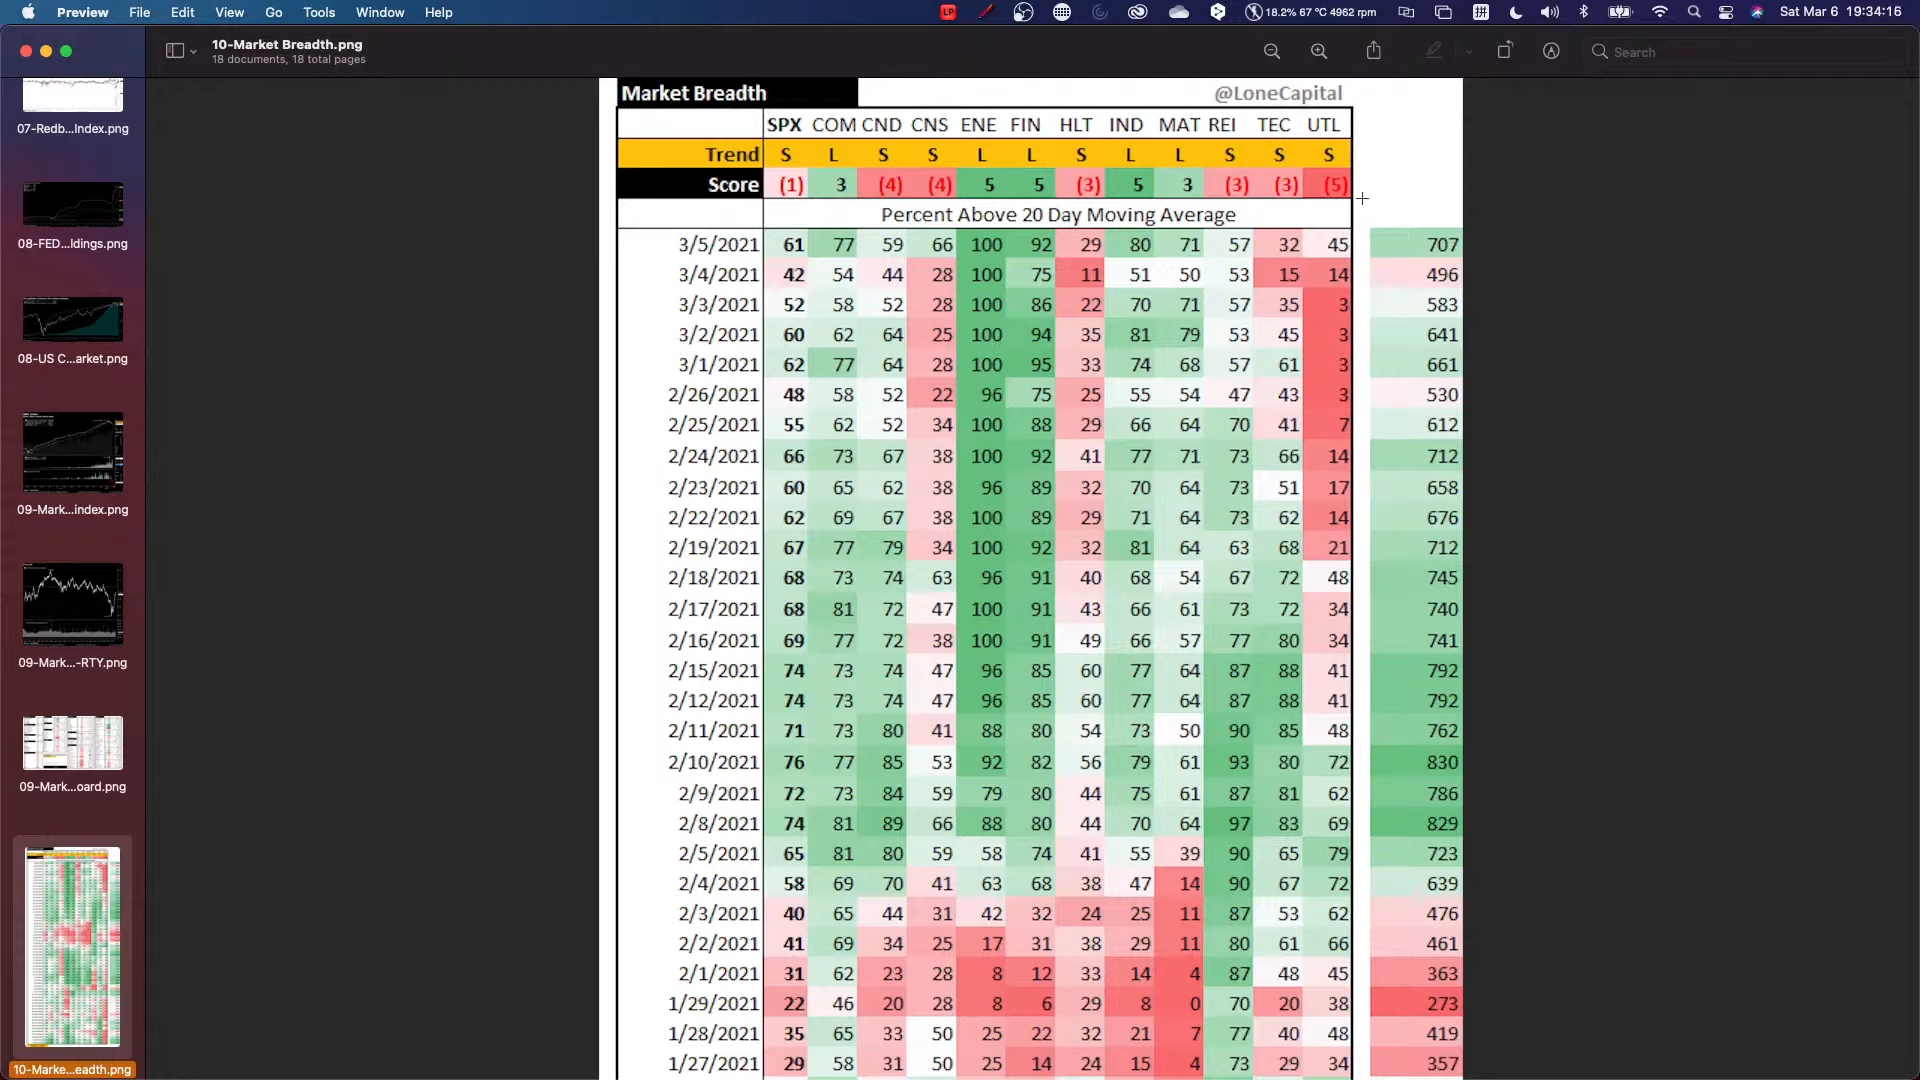 Preview File Edit View Go Tools Window Help
LP
18.2% 67 °C 4962 rpm
拼
Sat Mar 6 19:34:16
10-Market Breadth.png
18 documents, 18 total pages
Search
07-Redb...Index.png
08-FED...ldings.png
08-US C...arket.png
09-Mark...index.png
09-Mark...-RTY.png
09-Mark...oard.png
10-Marke...eadth.png
Market Breadth @LoneCapital
SPX COM CND CNS ENE FIN HLT IND MAT REI TEC UTL
Trend S L S S L L S L L S S S
Score (1) 3 (4) (4) 5 5 (3) 5 3 (3) (3) (5)
Percent Above 20 Day Moving Average
3/5/2021 61 77 59 66 100 92 29 80 71 57 32 45 707
3/4/2021 42 54 44 28 100 75 11 51 50 53 15 14 496
3/3/2021 52 58 52 28 100 86 22 70 71 57 35 3 583
3/2/2021 60 62 64 25 100 94 35 81 79 53 45 3 641
3/1/2021 62 77 64 28 100 95 33 74 68 57 61 3 661
2/26/2021 48 58 52 22 96 75 25 55 54 47 43 3 530
2/25/2021 55 62 52 34 100 88 29 66 64 70 41 7 612
2/24/2021 66 73 67 38 100 92 41 77 71 73 66 14 712
2/23/2021 60 65 62 38 96 89 32 70 64 73 51 17 658
2/22/2021 62 69 67 38 100 89 29 71 64 73 62 14 676
2/19/2021 67 77 79 34 100 92 32 81 64 63 68 21 712
2/18/2021 68 73 74 63 96 91 40 68 54 67 72 48 745
2/17/2021 68 81 72 47 100 91 43 66 61 73 72 34 740
2/16/2021 69 77 72 38 100 91 49 66 57 77 80 34 741
2/15/2021 74 73 74 47 96 85 60 77 64 87 88 41 792
2/12/2021 74 73 74 47 96 85 60 77 64 87 88 41 792
2/11/2021 71 73 80 41 88 80 54 73 50 90 85 48 762
2/10/2021 76 77 85 53 92 82 56 79 61 93 80 72 830
2/9/2021 72 73 84 59 79 80 44 75 61 87 81 62 786
2/8/2021 74 81 89 66 88 80 44 70 64 97 83 69 829
2/5/2021 65 81 80 59 58 74 41 55 39 90 65 79 723
2/4/2021 58 69 70 41 63 68 38 47 14 90 67 72 639
2/3/2021 40 65 44 31 42 32 24 25 11 87 53 62 476
2/2/2021 41 69 34 25 17 31 38 29 11 80 61 66 461
2/1/2021 31 62 23 28 8 12 33 14 4 87 48 45 363
1/29/2021 22 46 20 28 8 6 29 8 0 70 20 38 273
1/28/2021 35 65 33 50 25 22 32 21 7 77 40 48 419
1/27/2021 29 58 31 50 25 14 24 15 4 73 29 34 357